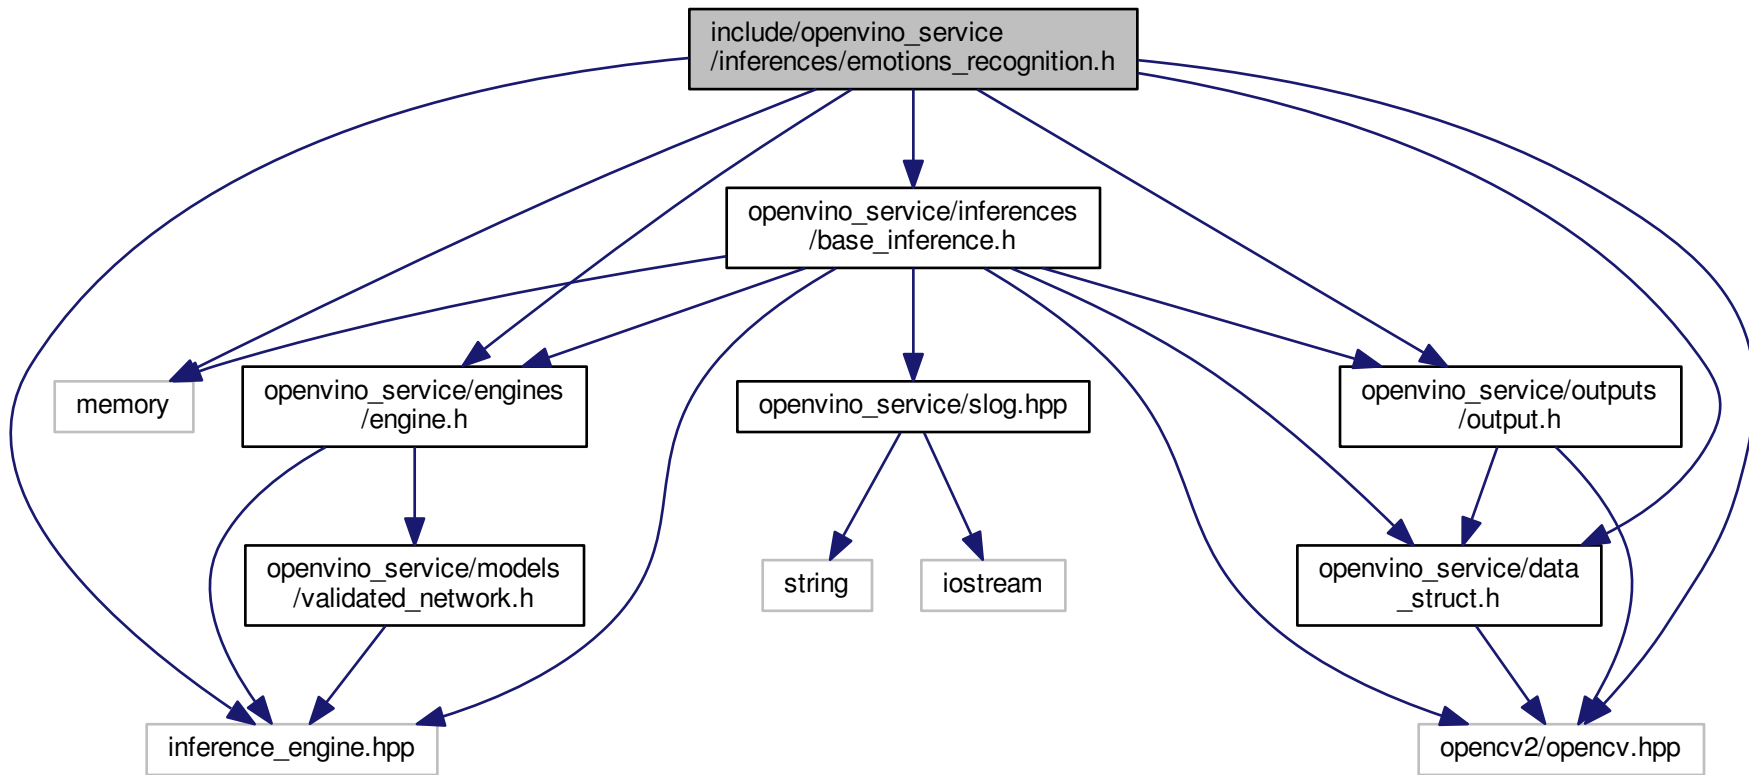 include/openvino_service
/inferences/emotions_recognition.h
openvino_service/inferences
/base_inference.h
memory
openvino_service/engines
/engine.h
openvino_service/slog.hpp
openvino_service/outputs
/output.h
openvino_service/models
/validated_network.h
string
iostream
openvino_service/data
_struct.h
inference_engine.hpp
opencv2/opencv.hpp